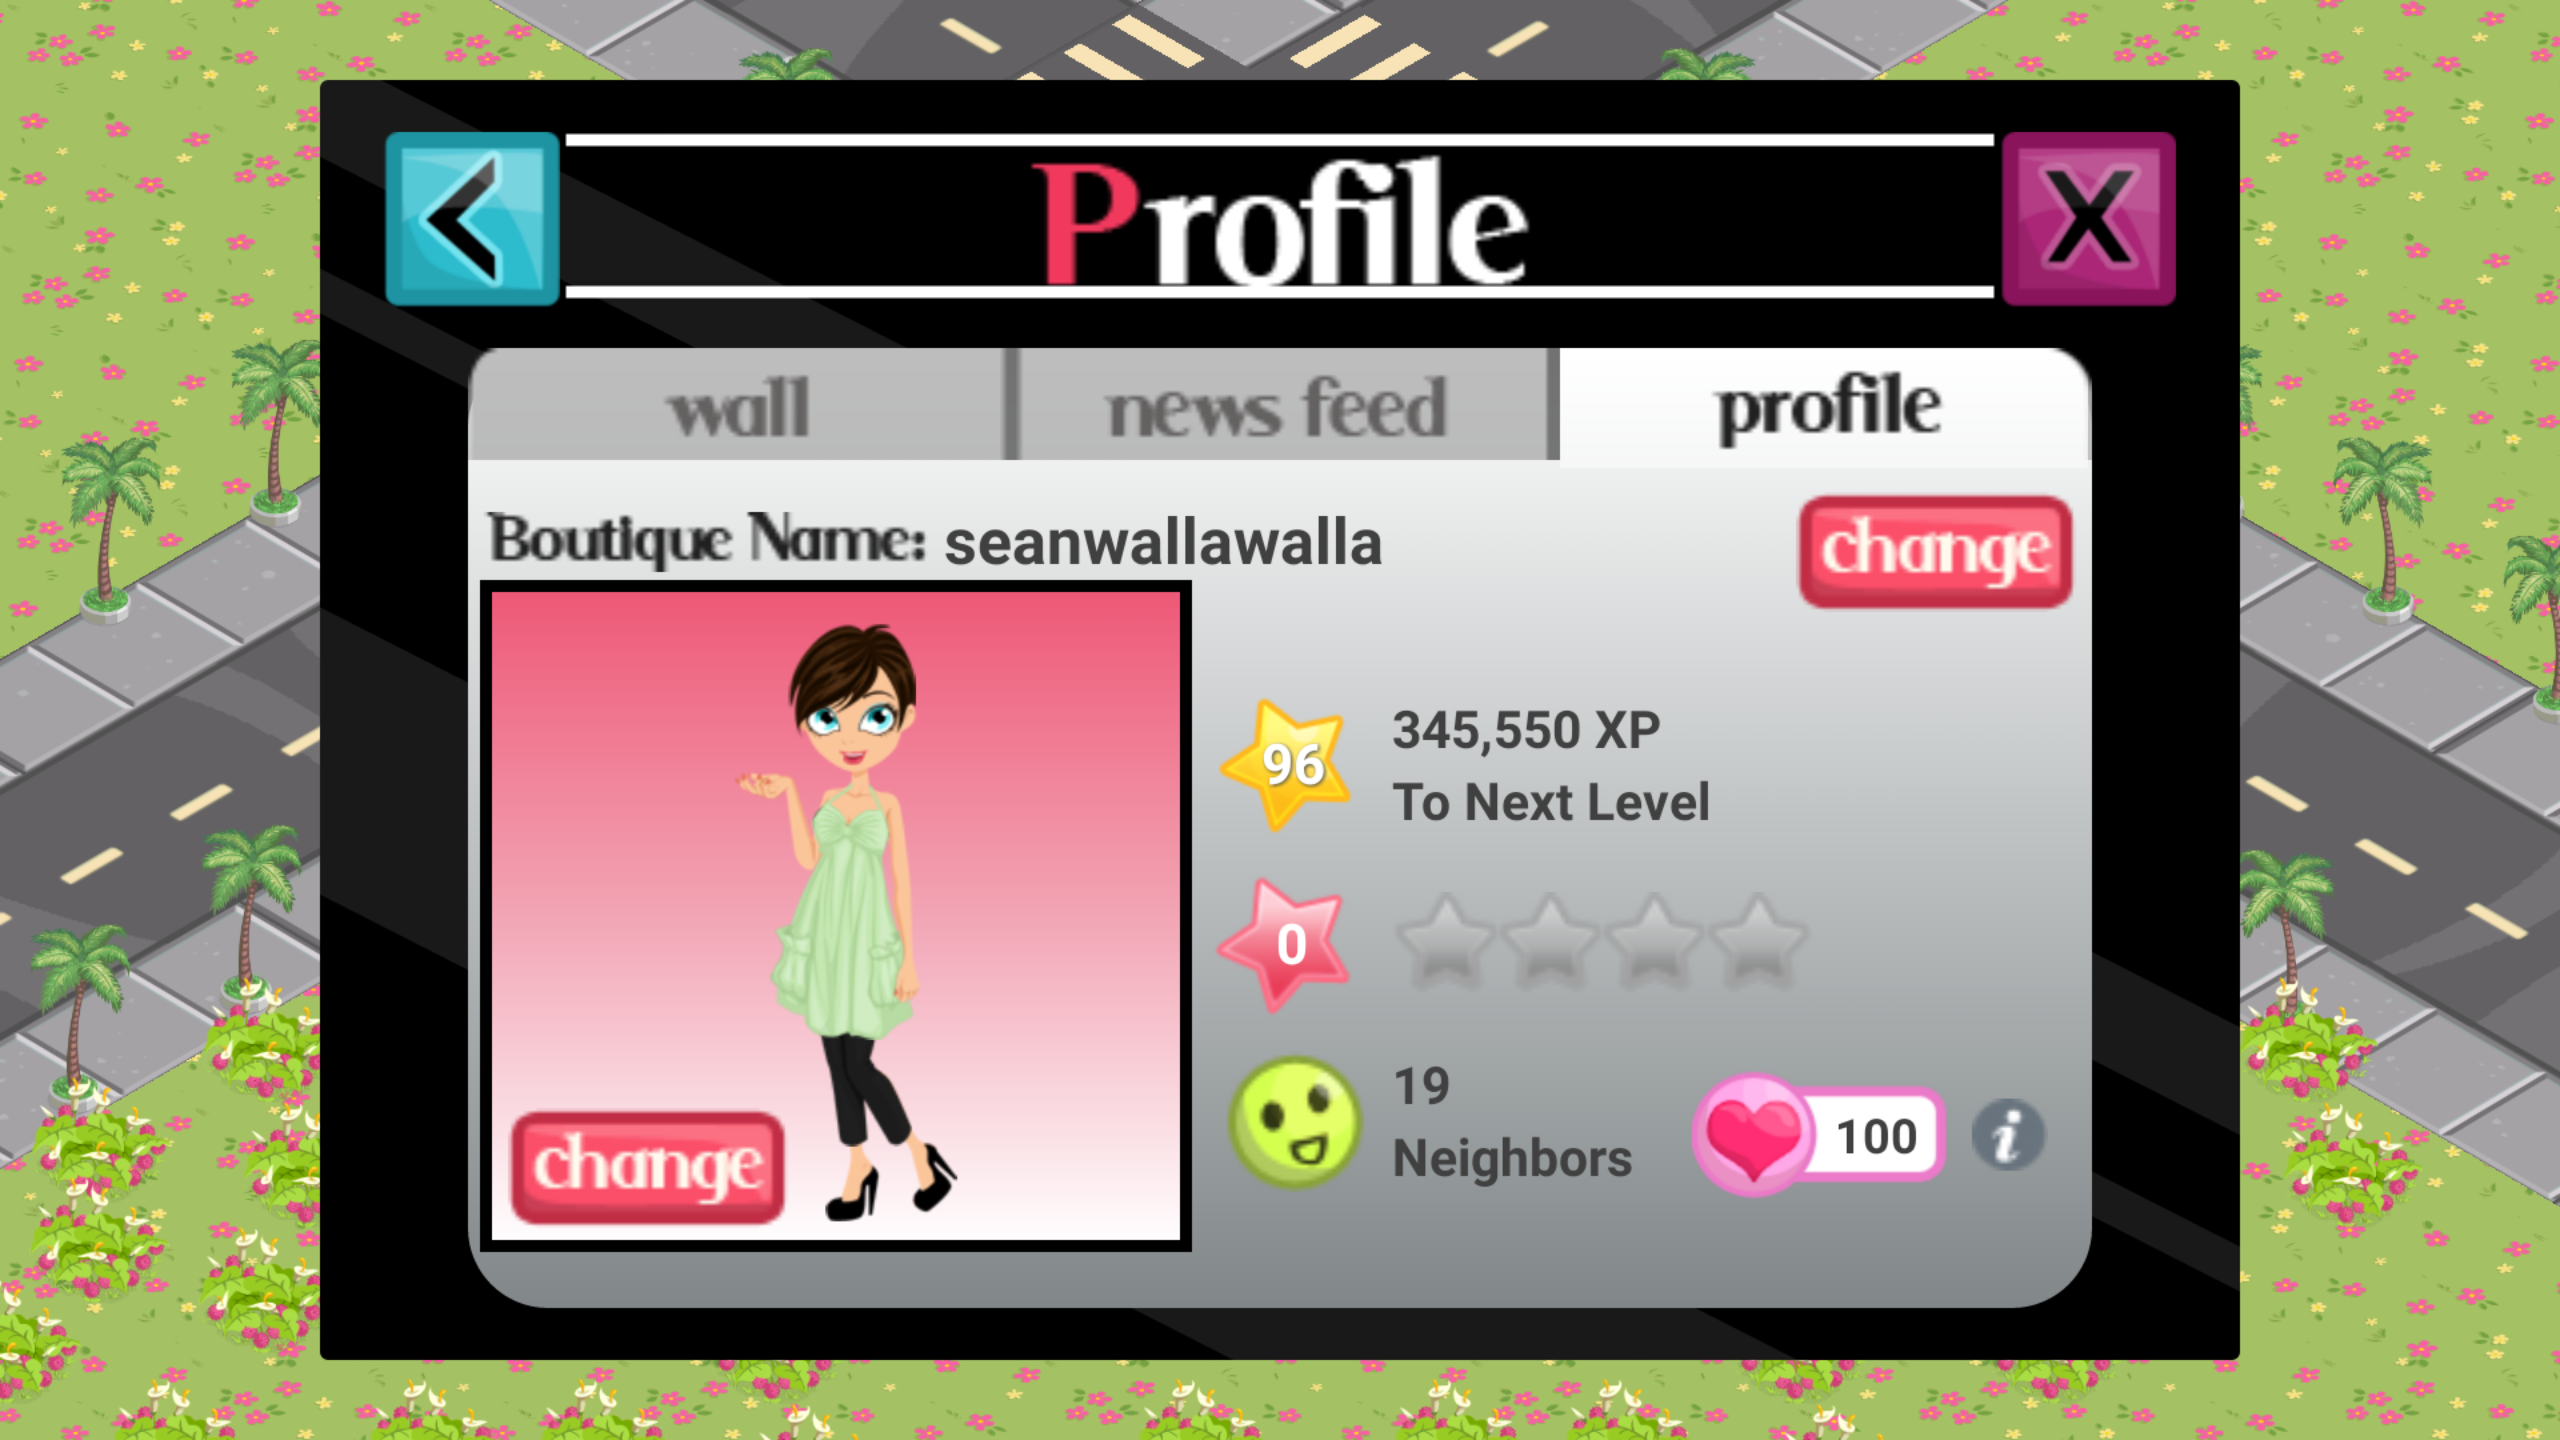 Profile
X
wall
news feed
profile
Boutique Name: seanwallawalla
change
96
345,550 XP
To Next Level
0
change
19
Neighbors
100
i